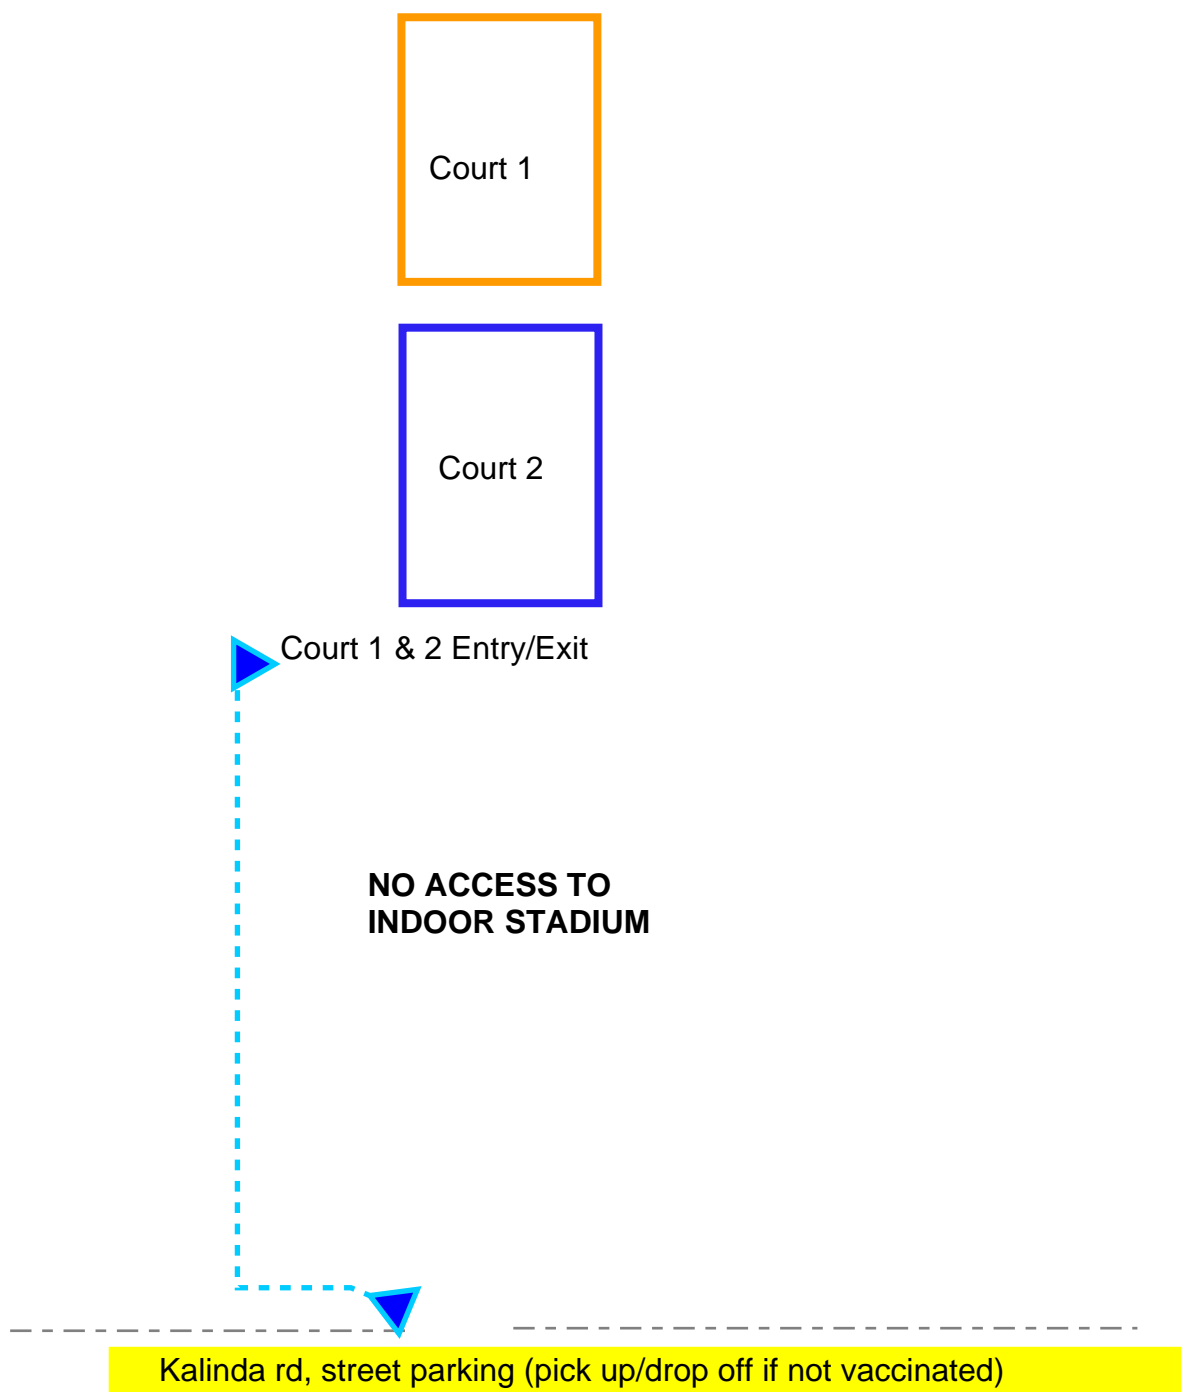 Court 1
Court 2
Court 1 & 2 Entry/Exit
NO ACCESS TO
INDOOR STADIUM
Kalinda rd, street parking (pick up/drop off if not vaccinated)